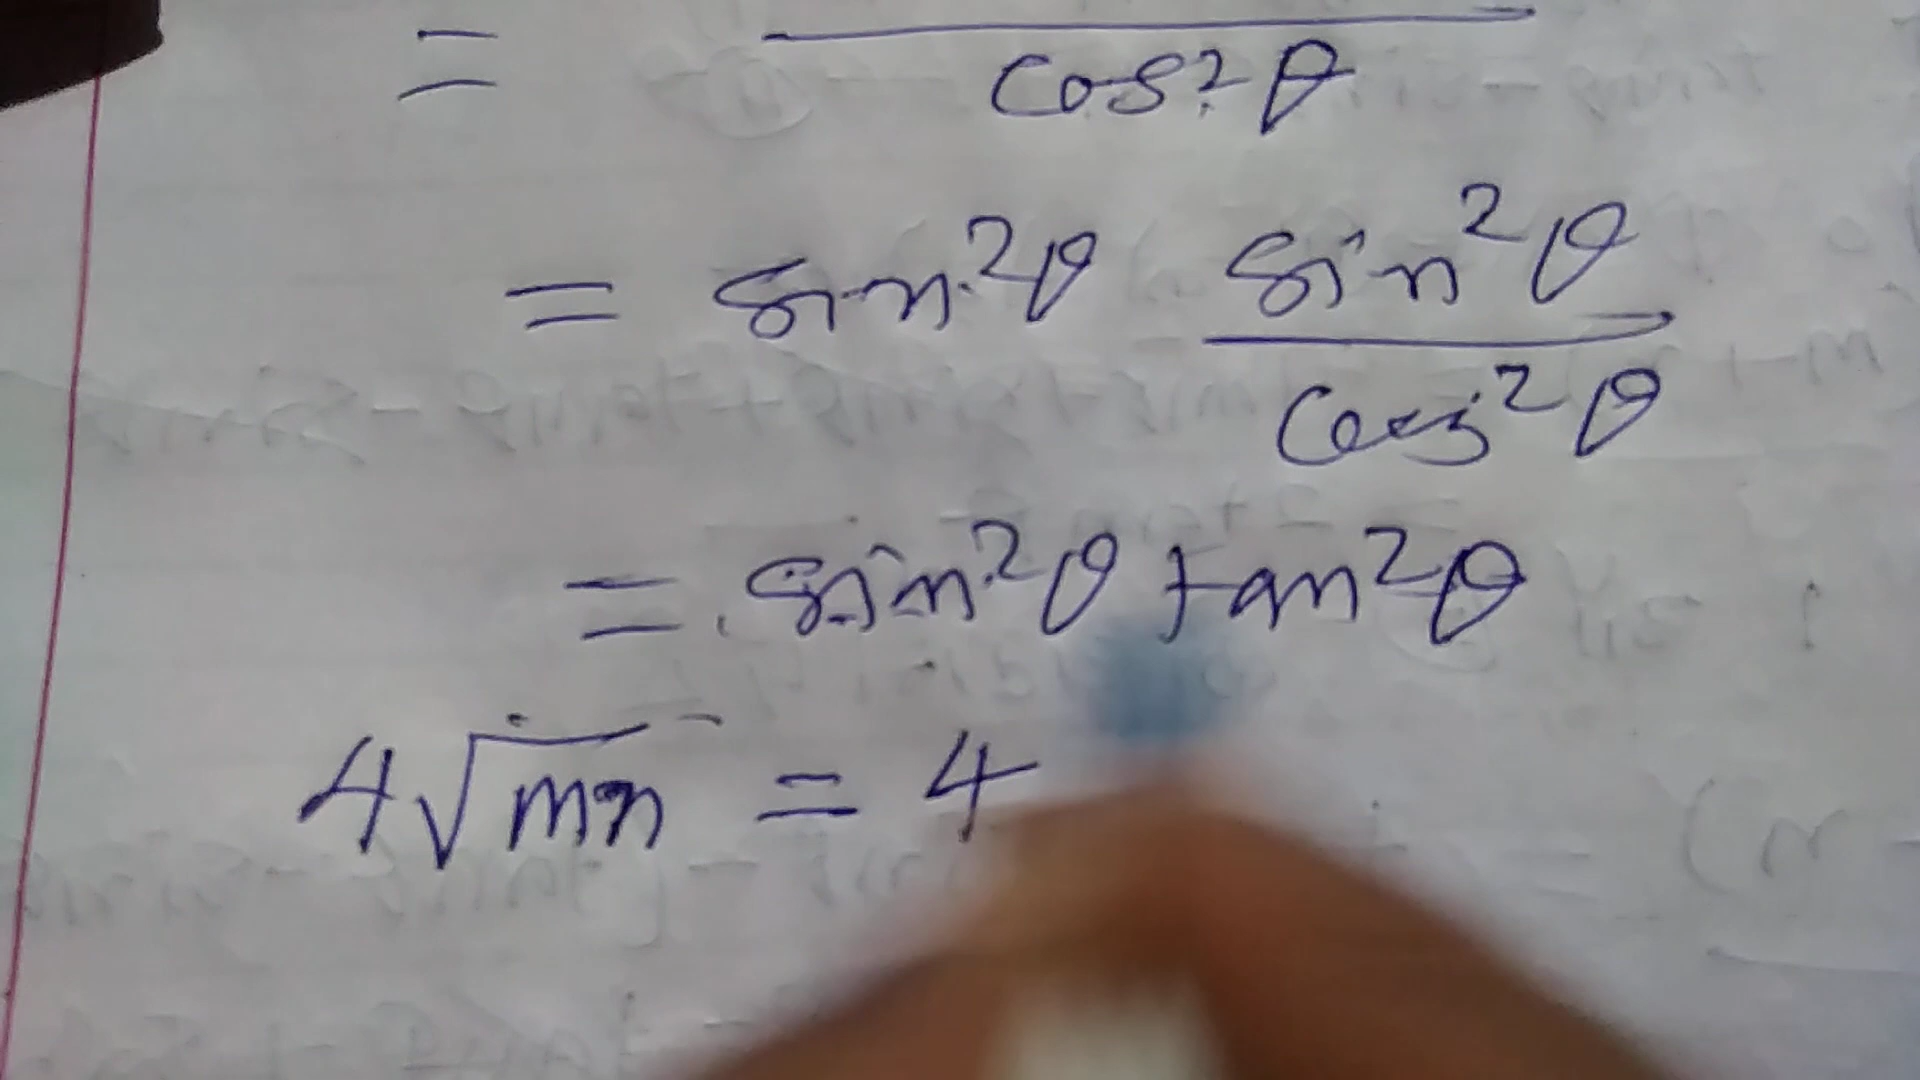 = ―― cos²θ
= sin²θ sin²θ / cos²θ
= sin²θ tan²θ
4√mn = 4